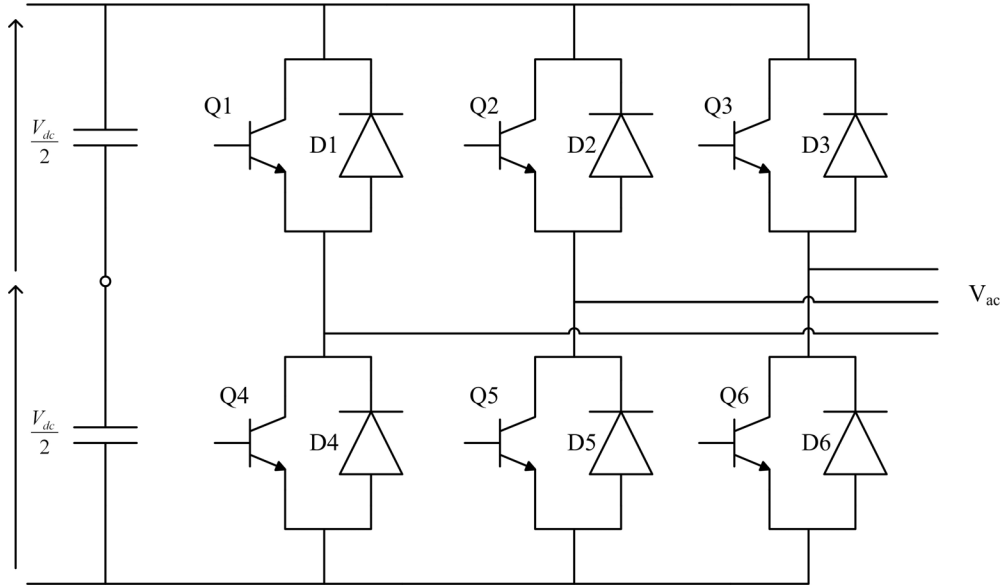 Q1
Q2
Q3
V_dc/2
D1
D2
D3
V_ac
Q4
Q5
Q6
V_dc/2
D4
D5
D6